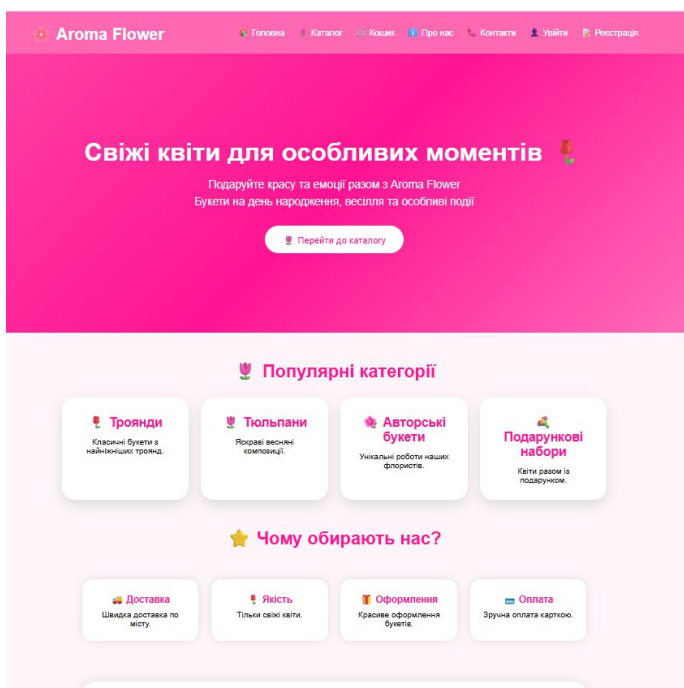 Aroma Flower
Головна Каталог Кошик Про нас Контакти Увійти Реєстрація
Свіжі квіти для особливих моментів
Подаруйте красу та емоції разом з Aroma Flower
Букети на день народження, весілля та особливі події
Перейти до каталогу
Популярні категорії
Троянди
Класичні букети з
найніжніших троянд.
Тюльпани
Яскраві весняні
композиції.
Авторські
букети
Унікальні роботи наших
флористів.
Подарункові
набори
Квіти разом із
подарунком.
Чому обирають нас?
Доставка
Швидка доставка по
місту.
Якість
Тільки свіжі квіти.
Оформлення
Красиве оформлення
букетів.
Оплата
Зручна оплата карткою.